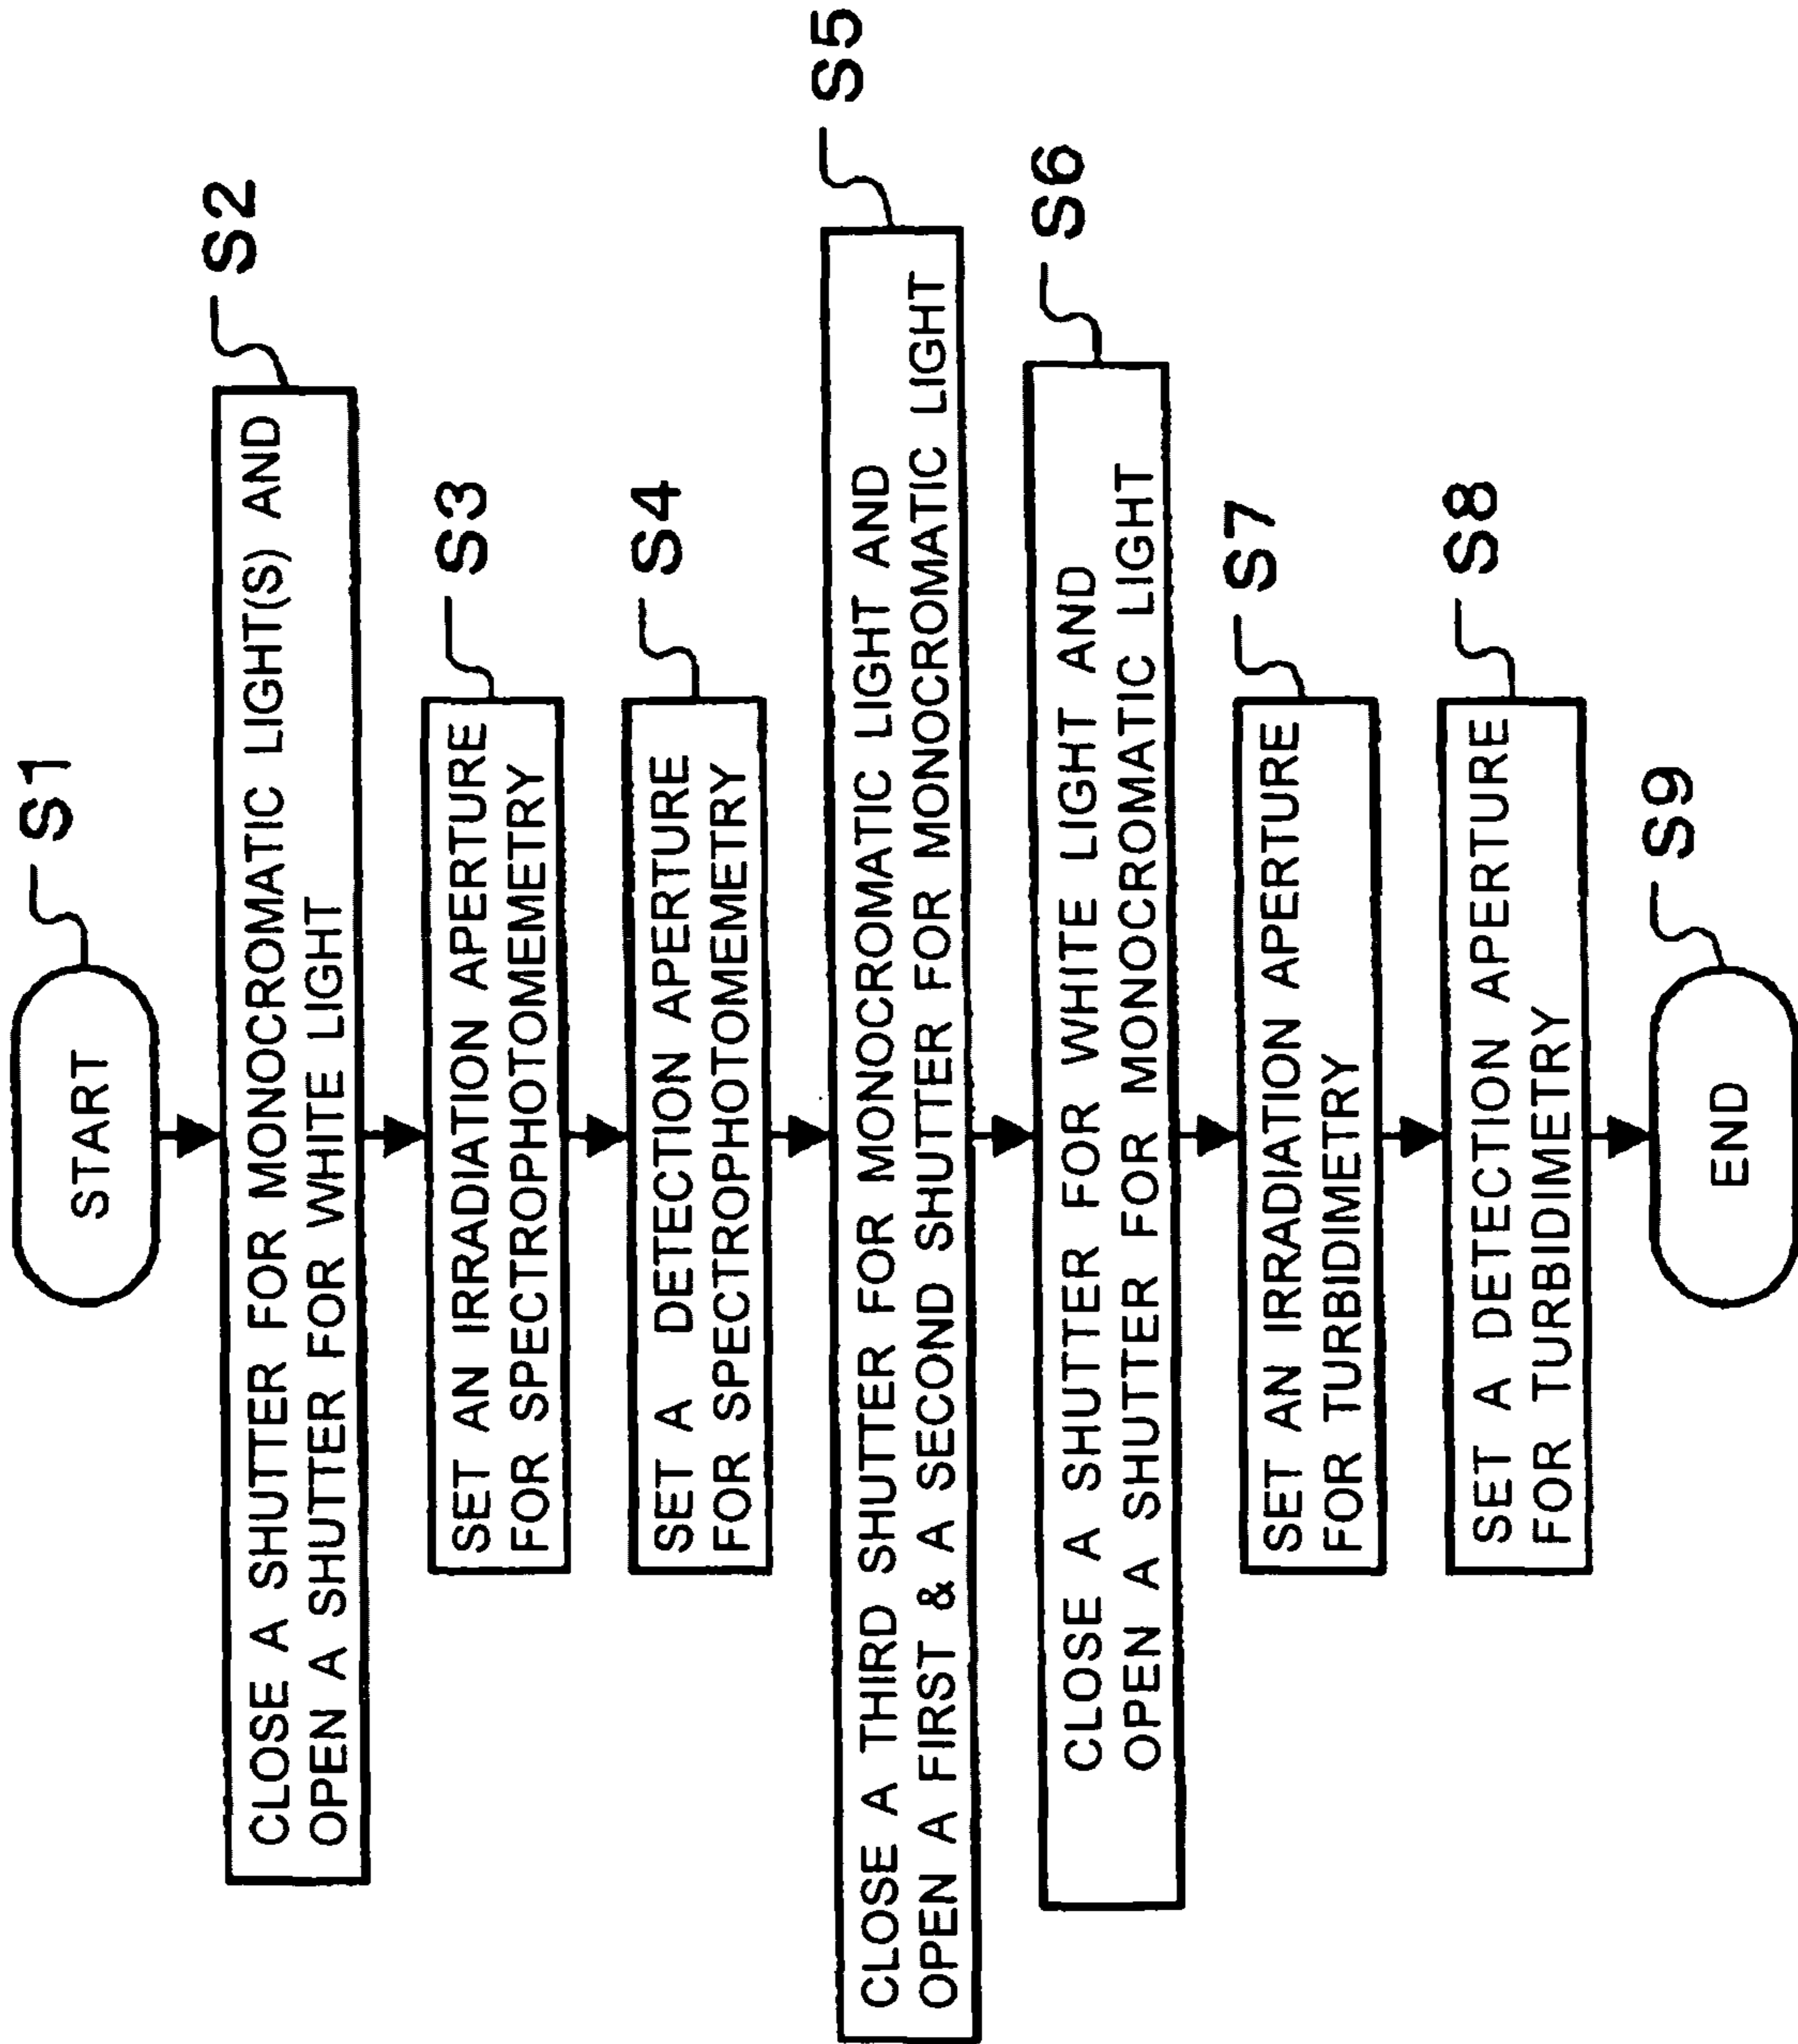 START
S1
CLOSE A SHUTTER FOR MONOCROMATIC LIGHT(S) AND
OPEN A SHUTTER FOR WHITE LIGHT
S2
SET AN IRRADIATION APERTURE
FOR SPECTROPHOTOMEMETRY
S3
SET A DETECTION APERTURE
FOR SPECTROPHOTOMEMETRY
S4
CLOSE A THIRD SHUTTER FOR MONOCROMATIC LIGHT AND
OPEN A FIRST & A SECOND SHUTTER FOR MONOCROMATIC LIGHT
S5
CLOSE A SHUTTER FOR WHITE LIGHT AND
OPEN A SHUTTER FOR MONOCROMATIC LIGHT
S6
SET AN IRRADIATION APERTURE
FOR TURBIDIMETRY
S7
SET A DETECTION APERTURE
FOR TURBIDIMETRY
S8
END
S9